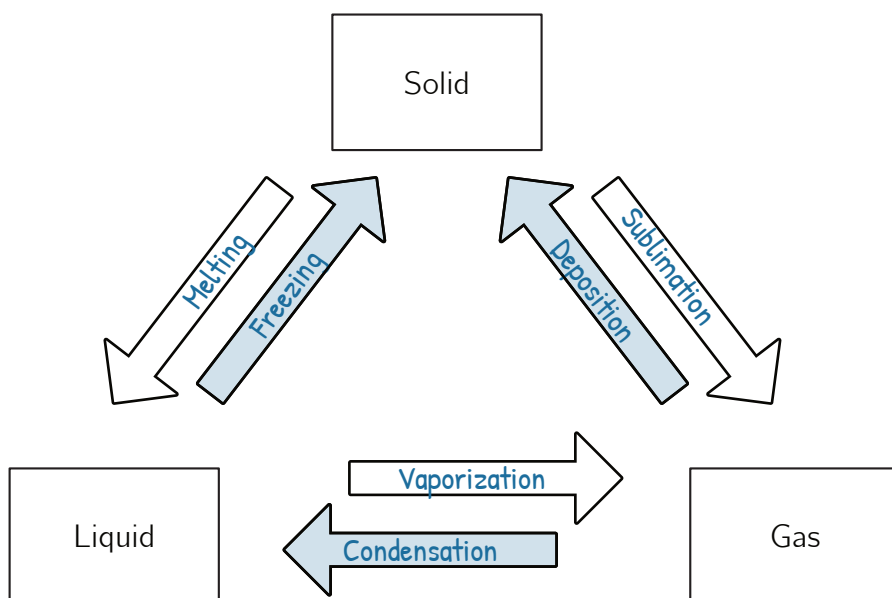 Solid
Melting
Freezing
Deposition
Sublimation
Vaporization
Condensation
Liquid
Gas